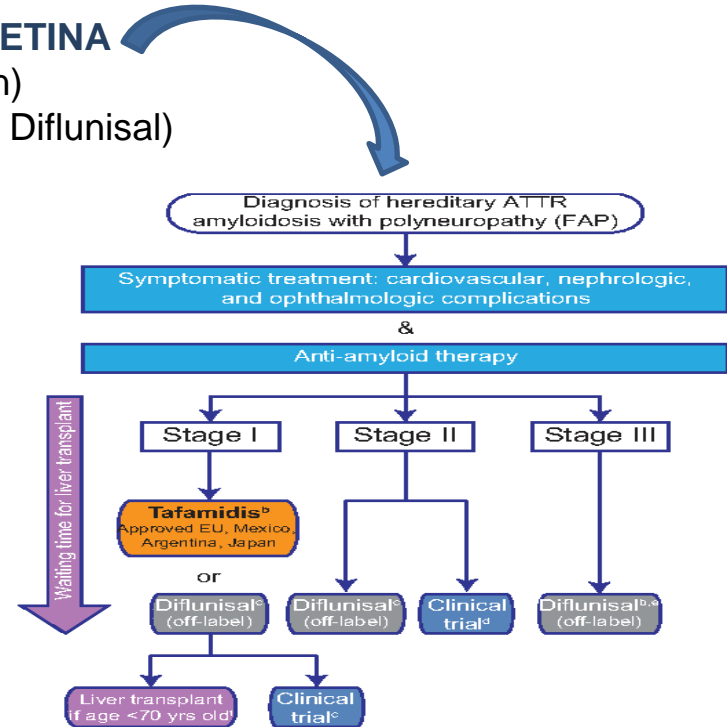 ETINA
n)
Diflunisal)
Diagnosis of hereditary ATTR
amyloidosis with polyneuropathy (FAP)
Symptomatic treatment: cardiovascular, nephrologic,
and ophthalmologic complications
&
Anti-amyloid therapy
Waiting time for liver transplant
Stage I
Stage II
Stage III
Tafamidisᵇ
Approved EU, Mexico,
Argentina, Japan
or
Diflunisalᶜ
(off-label)
Diflunisalᶜ
(off-label)
Clinical
trialᵈ
Diflunisalᵇ,ᵉ
(off-label)
Liver transplant
if age <70 yrs old
Clinical
trialᶜ